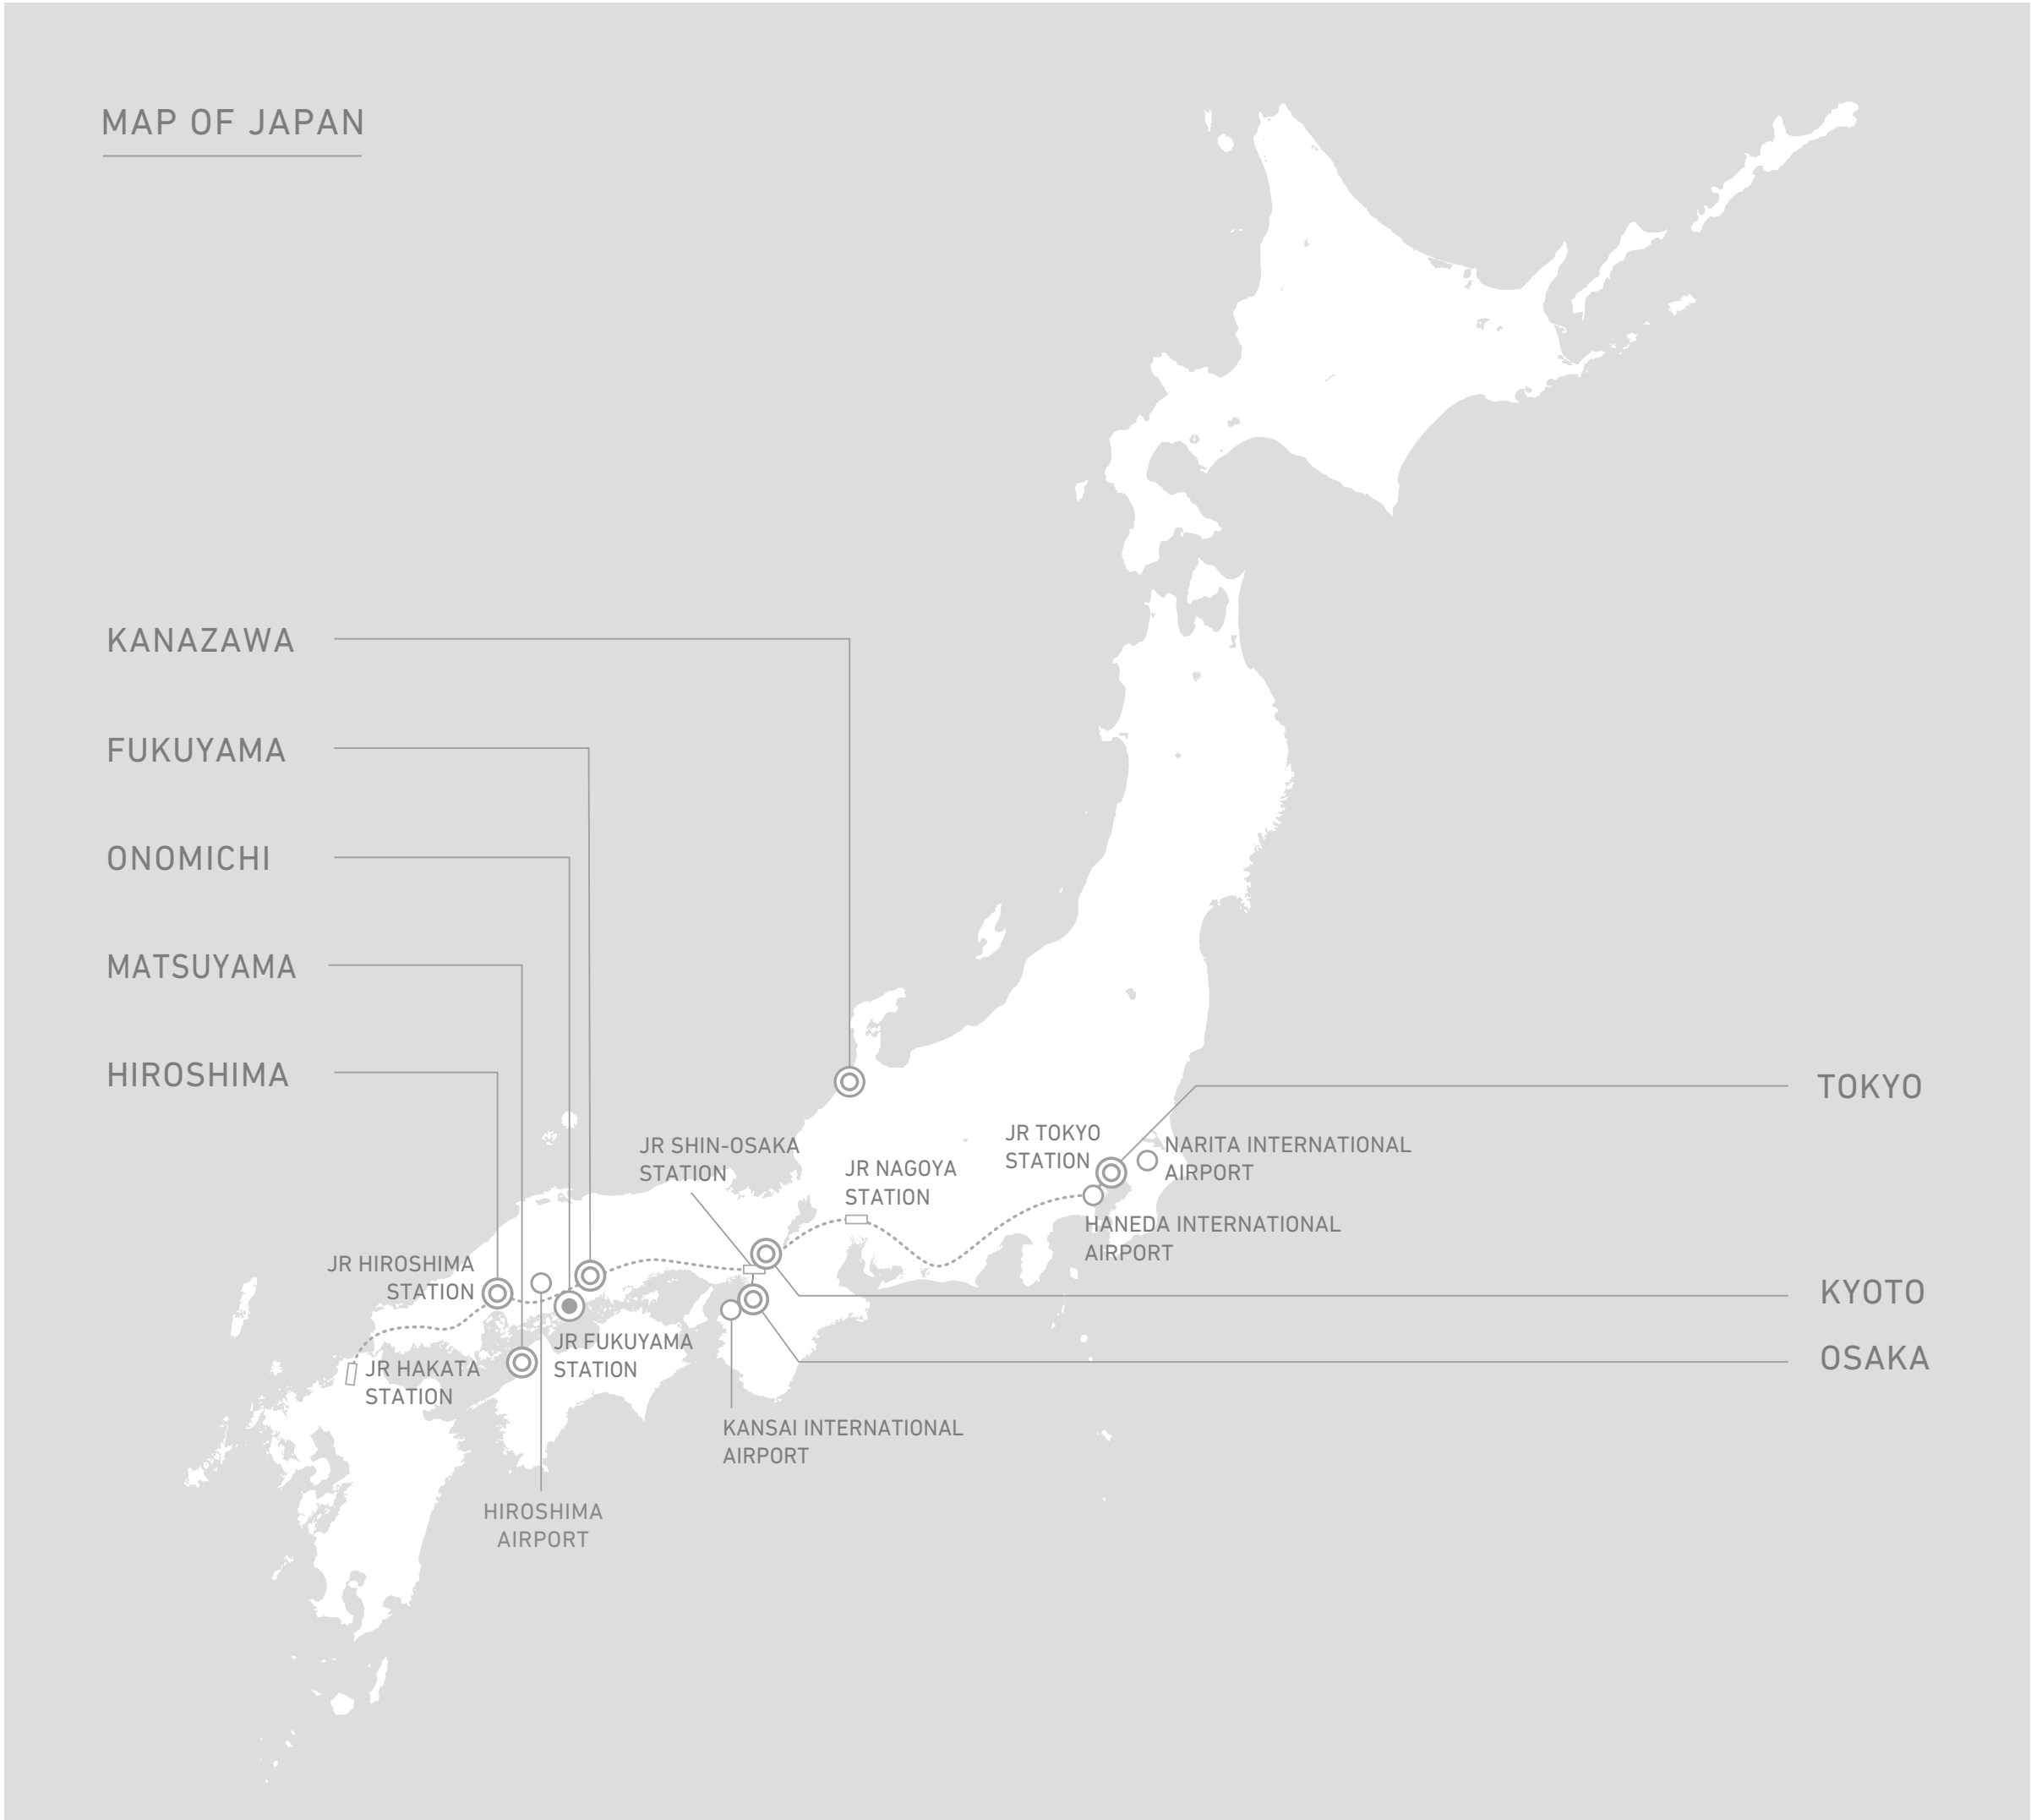 MAP OF JAPAN
KANAZAWA
FUKUYAMA
ONOMICHI
MATSUYAMA
HIROSHIMA
TOKYO
JR TOKYO
STATION
NARITA INTERNATIONAL
AIRPORT
JR SHIN-OSAKA
STATION
JR NAGOYA
STATION
HANEDA INTERNATIONAL
AIRPORT
JR HIROSHIMA
STATION
KYOTO
JR FUKUYAMA
STATION
OSAKA
JR HAKATA
STATION
KANSAI INTERNATIONAL
AIRPORT
HIROSHIMA
AIRPORT